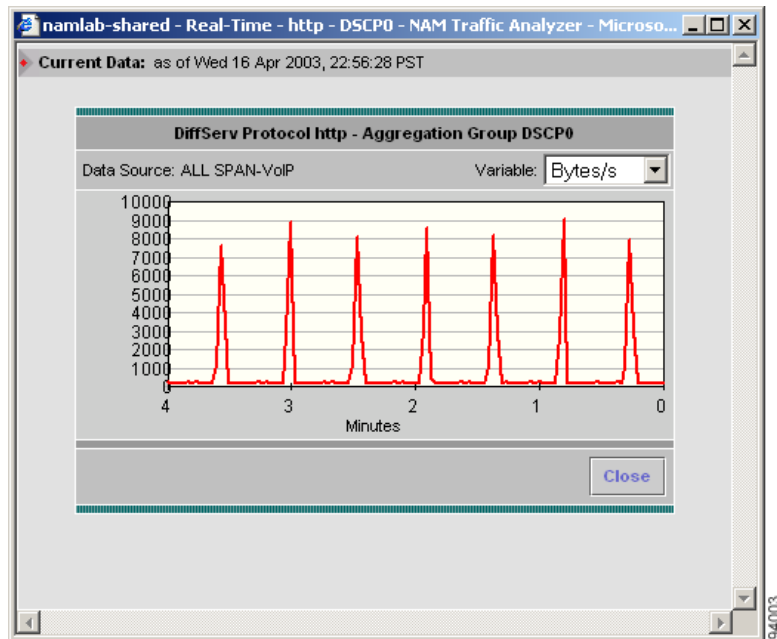 namlab-shared - Real-Time - http - DSCP0 - NAM Traffic Analyzer - Microso...
Current Data: as of Wed 16 Apr 2003, 22:56:28 PST
DiffServ Protocol http - Aggregation Group DSCP0
Data Source: ALL SPAN-VoIP
Variable: Bytes/s
10000
9000
8000
7000
6000
5000
4000
3000
2000
1000
0
4 3 2 1 0
Minutes
Close
94003